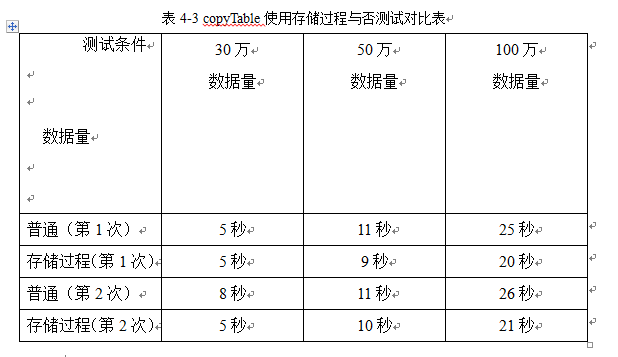 表 4-3 copyTable 使用存储过程与否测试对比表
测试条件
数据量
30 万
数据量
50 万
数据量
100 万
数据量
普通（第 1 次） 5 秒 11 秒 25 秒
存储过程(第 1 次) 5 秒 9 秒 20 秒
普通（第 2 次） 8 秒 11 秒 26 秒
存储过程(第 2 次) 5 秒 10 秒 21 秒